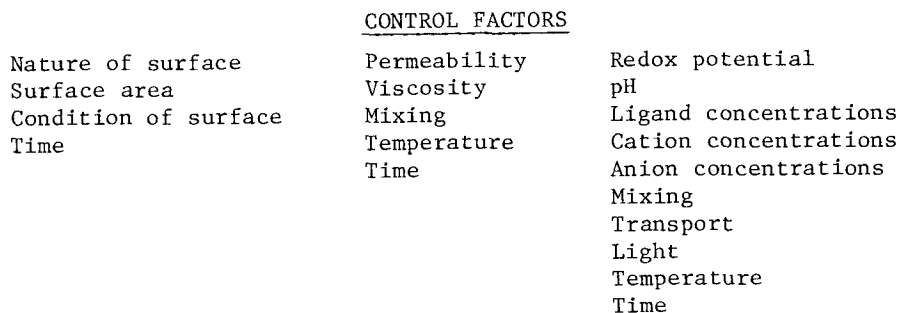 CONTROL FACTORS
Nature of surface
Surface area
Condition of surface
Time
Permeability
Viscosity
Mixing
Temperature
Time
Redox potential
pH
Ligand concentrations
Cation concentrations
Anion concentrations
Mixing
Transport
Light
Temperature
Time